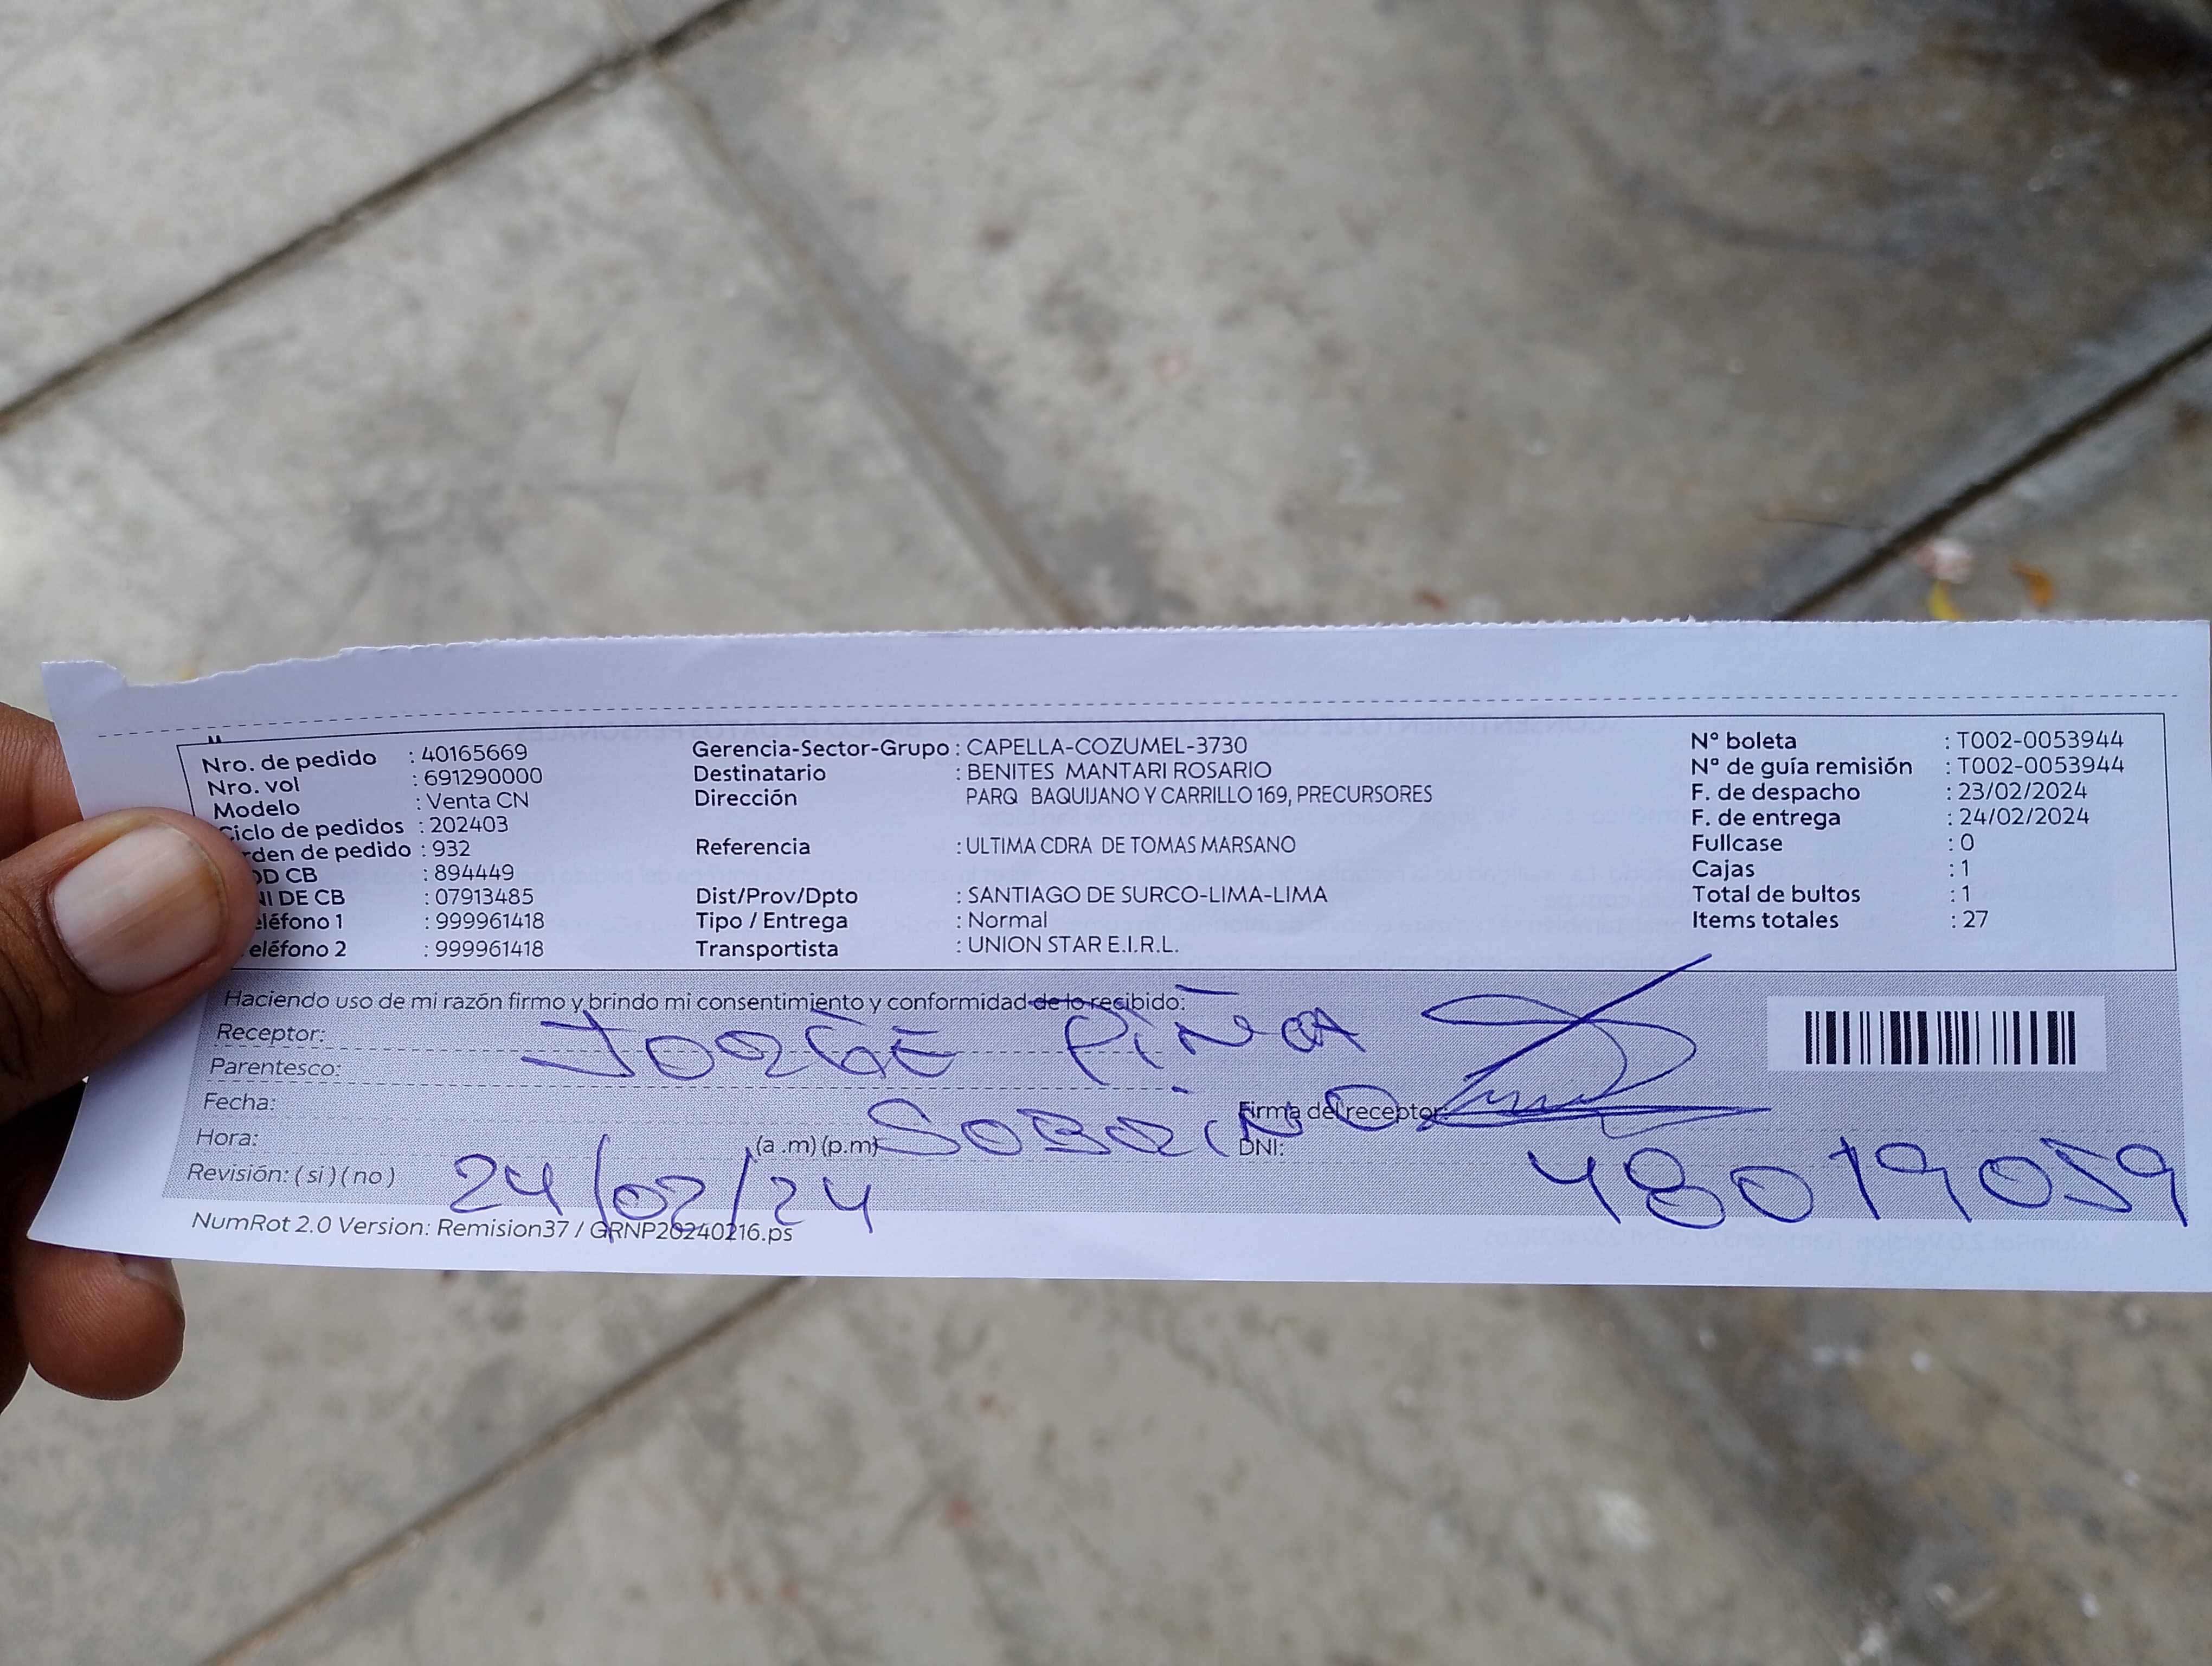 Nro. de pedido : 40165669
Nro. vol : 691290000
Modelo : Venta CN
Ciclo de pedidos : 202403
rden de pedido : 932
OD CB : 894449
NI DE CB : 07913485
eléfono 1 : 999961418
eléfono 2 : 999961418
Gerencia-Sector-Grupo : CAPELLA-COZUMEL-3730
Destinatario : BENITES MANTARI ROSARIO
Dirección PARQ BAQUIJANO Y CARRILLO 169, PRECURSORES
Referencia : ULTIMA CDRA DE TOMAS MARSANO
Dist/Prov/Dpto : SANTIAGO DE SURCO-LIMA-LIMA
Tipo / Entrega : Normal
Transportista : UNION STAR E.I.R.L.
N° boleta : T002-0053944
Nª de guía remisión : T002-0053944
F. de despacho : 23/02/2024
F. de entrega : 24/02/2024
Fullcase : 0
Cajas : 1
Total de bultos : 1
Items totales : 27
Haciendo uso de mi razón firmo y brindo mi consentimiento y conformidad de lo recibido:
Receptor: JORGE PIÑA
Parentesco:
Fecha: SOBRINO Firma del receptor:
Hora: (a .m) (p.m) DNI: 48019059
Revisión: ( si ) ( no ) 24/02/24
NumRot 2.0 Version: Remision37 / GRNP20240216.ps